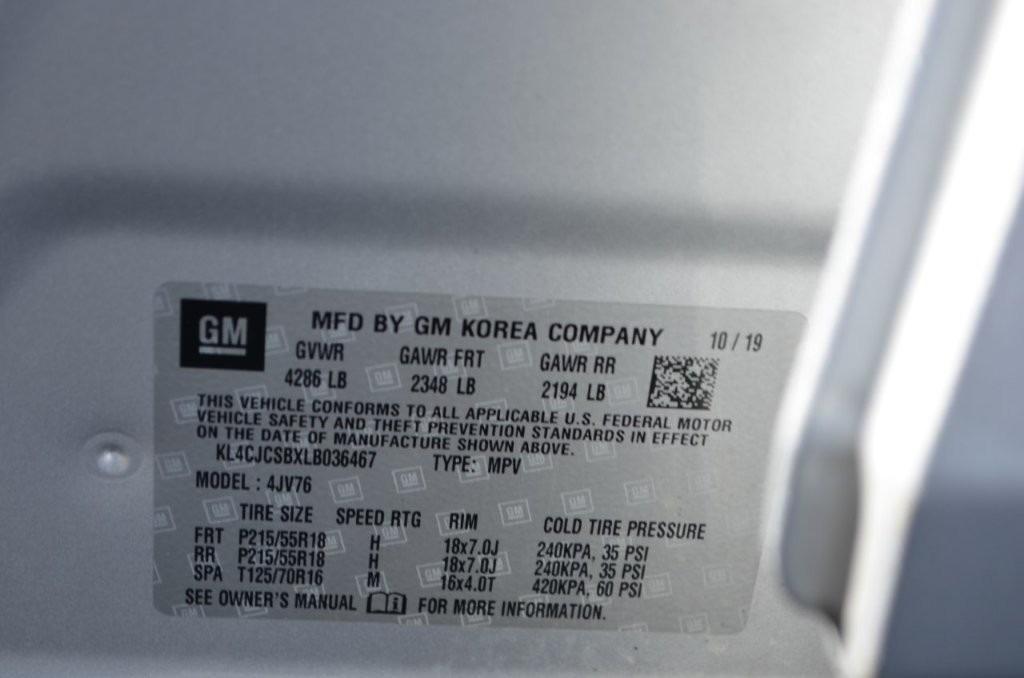 GM MFD BY GM KOREA COMPANY 10 / 19
GVWR GAWR FRT GAWR RR
4286 LB 2348 LB 2194 LB
THIS VEHICLE CONFORMS TO ALL APPLICABLE U.S. FEDERAL MOTOR
VEHICLE SAFETY AND THEFT PREVENTION STANDARDS IN EFFECT
ON THE DATE OF MANUFACTURE SHOWN ABOVE.
KL4CJCSBXLB036467 TYPE: MPV
MODEL : 4JV76
TIRE SIZE SPEED RTG RIM COLD TIRE PRESSURE
FRT P215/55R18 H 18x7.0J 240KPA, 35 PSI
RR P215/55R18 H 18x7.0J 240KPA, 35 PSI
SPA T125/70R16 M 16x4.0T 420KPA, 60 PSI
SEE OWNER'S MANUAL FOR MORE INFORMATION.